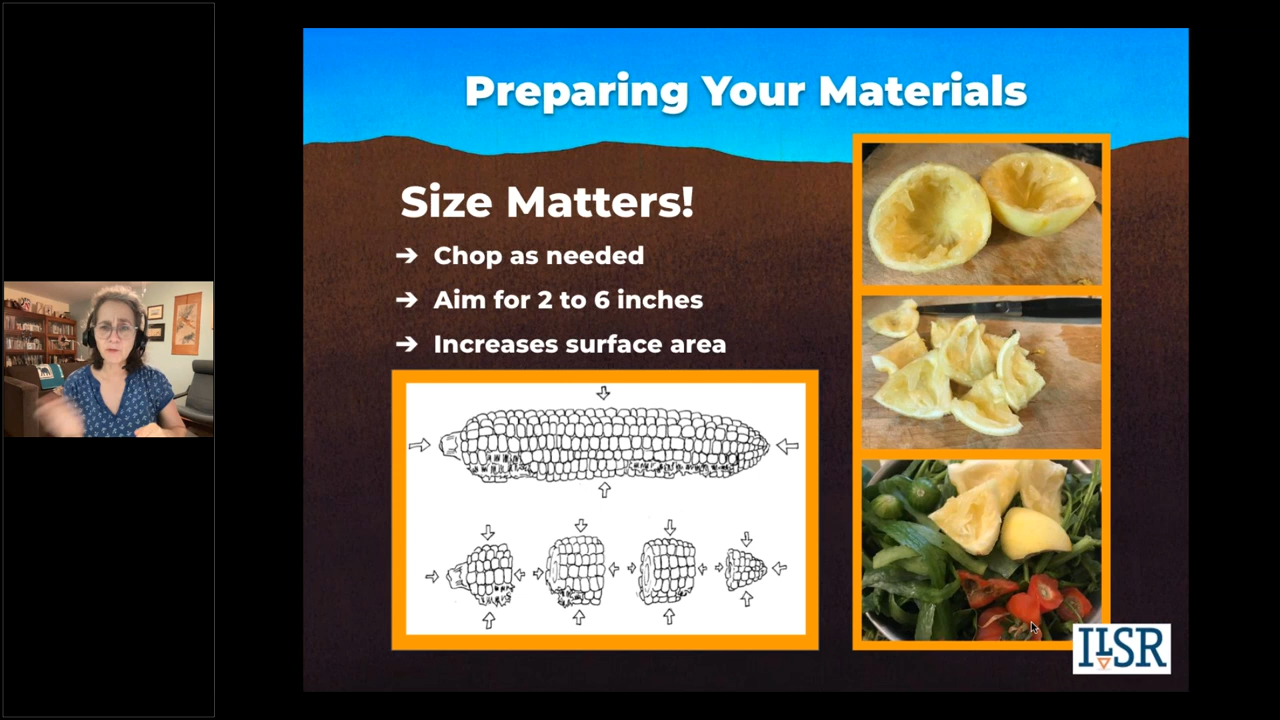 Preparing Your Materials
Size Matters!
➔ Chop as needed
➔ Aim for 2 to 6 inches
➔ Increases surface area
ILSR